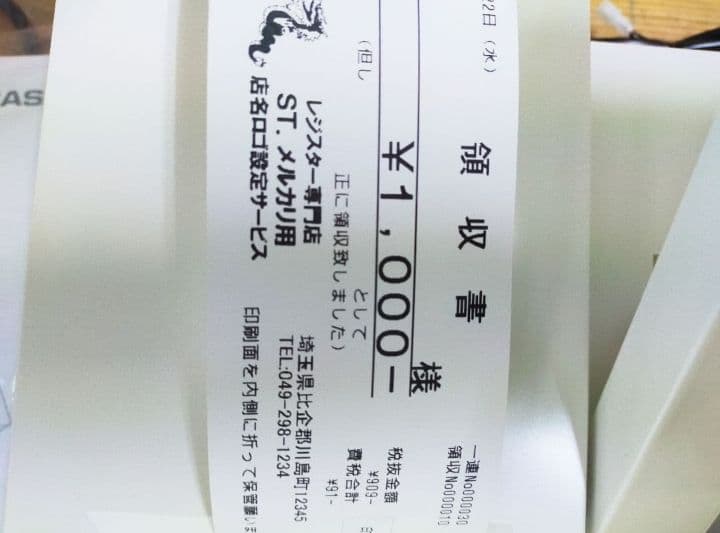 22日(水)
一連No000030
領収No000010
領 収 書
様
¥1,000-
税抜金額
¥909-
費税合計
¥91-
(但し
として
正に領収致しました)
レジスター専門店
ST.メルカリ用
店名ロゴ設定サービス
埼玉県比企郡川島町12345
TEL:049-298-1234
印刷面を内側に折って保管願いま